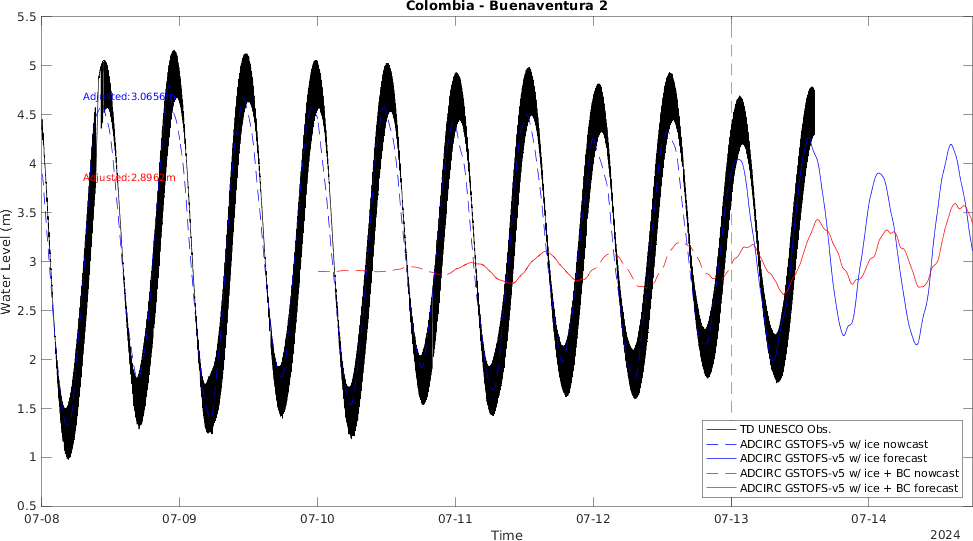 Colombia - Buenaventura 2
5.5
5
4.5
4
3.5
3
2.5
2
1.5
1
0.5
Water Level (m)
Adjusted:3.0656m
Adjusted:2.8962m
TD UNESCO Obs.
ADCIRC GSTOFS-v5 w/ ice nowcast
ADCIRC GSTOFS-v5 w/ ice forecast
ADCIRC GSTOFS-v5 w/ ice + BC nowcast
ADCIRC GSTOFS-v5 w/ ice + BC forecast
07-08 07-09 07-10 07-11 07-12 07-13 07-14
Time
2024